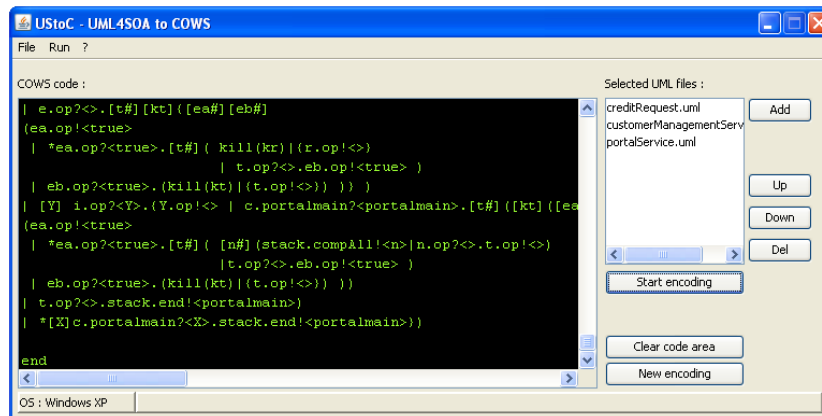 UStoC - UML4SOA to COWS
File Run ?
COWS code :
| e.op?<>.[t#][kt]([ea#][eb#]
(ea.op!<true>
| *ea.op?<true>.[t#]( kill(kr)|{r.op!<>}
| t.op?<>.eb.op!<true> )
| eb.op?<true>.(kill(kt)|{t.op!<>}) )} )
| [Y] i.op?<Y>.{Y.op!<> | c.portalmain?<portalmain>.[t#]([kt]([ea
(ea.op!<true>
| *ea.op?<true>.[t#]( [n#](stack.compAll!<n>|n.op?<>.t.op!<>)
|t.op?<>.eb.op!<true> )
| eb.op?<true>.(kill(kt)|{t.op!<>}) ))
| t.op?<>.stack.end!<portalmain>)
| *[X]c.portalmain?<X>.stack.end!<portalmain>})
end
Selected UML files :
creditRequest.uml
customerManagementServ
portalService.uml
Add
Up
Down
Del
Start encoding
Clear code area
New encoding
OS : Windows XP